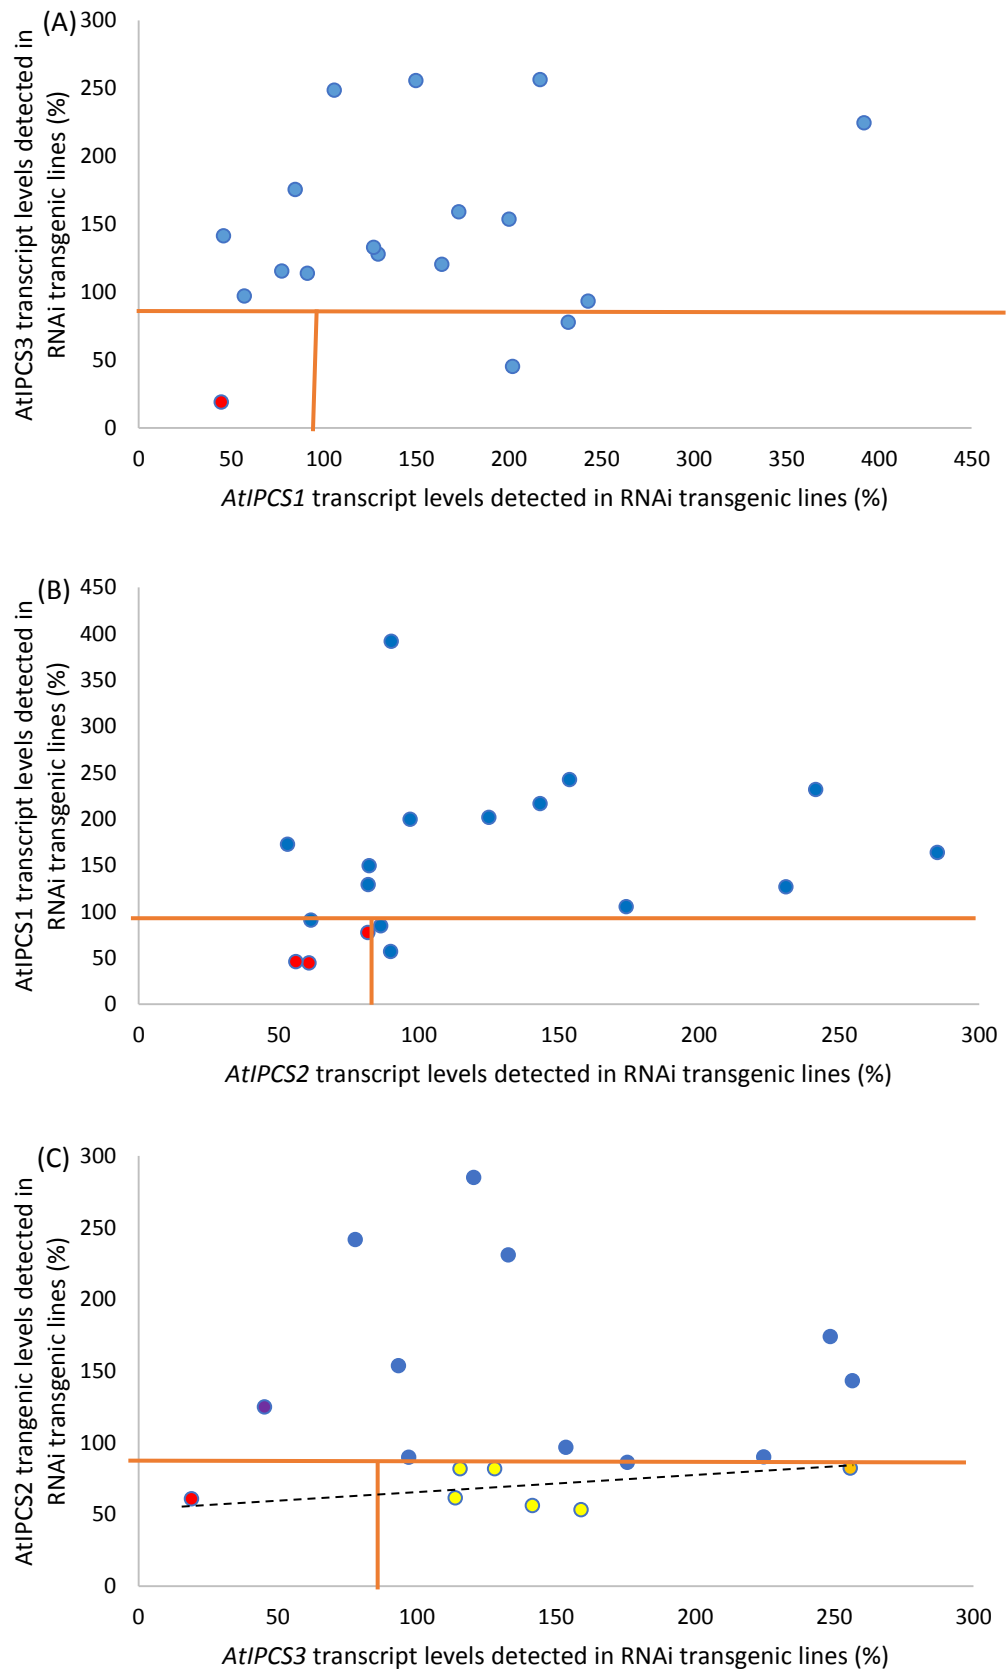 (A)
AtIPCS3 transcript levels detected in
RNAi transgenic lines (%)
300
250
200
150
100
50
0
0 50 100 150 200 250 300 350 400 450
AtIPCS1 transcript levels detected in RNAi transgenic lines (%)
(B)
AtIPCS1 transcript levels detected in
RNAi transgenic lines (%)
450
400
350
300
250
200
150
100
50
0
0 50 100 150 200 250 300
AtIPCS2 transcript levels detected in RNAi transgenic lines (%)
(C)
AtIPCS2 trangenic levels detected in
RNAi transgenic lines (%)
300
250
200
150
100
50
0
0 50 100 150 200 250 300
AtIPCS3 transcript levels detected in RNAi transgenic lines (%)